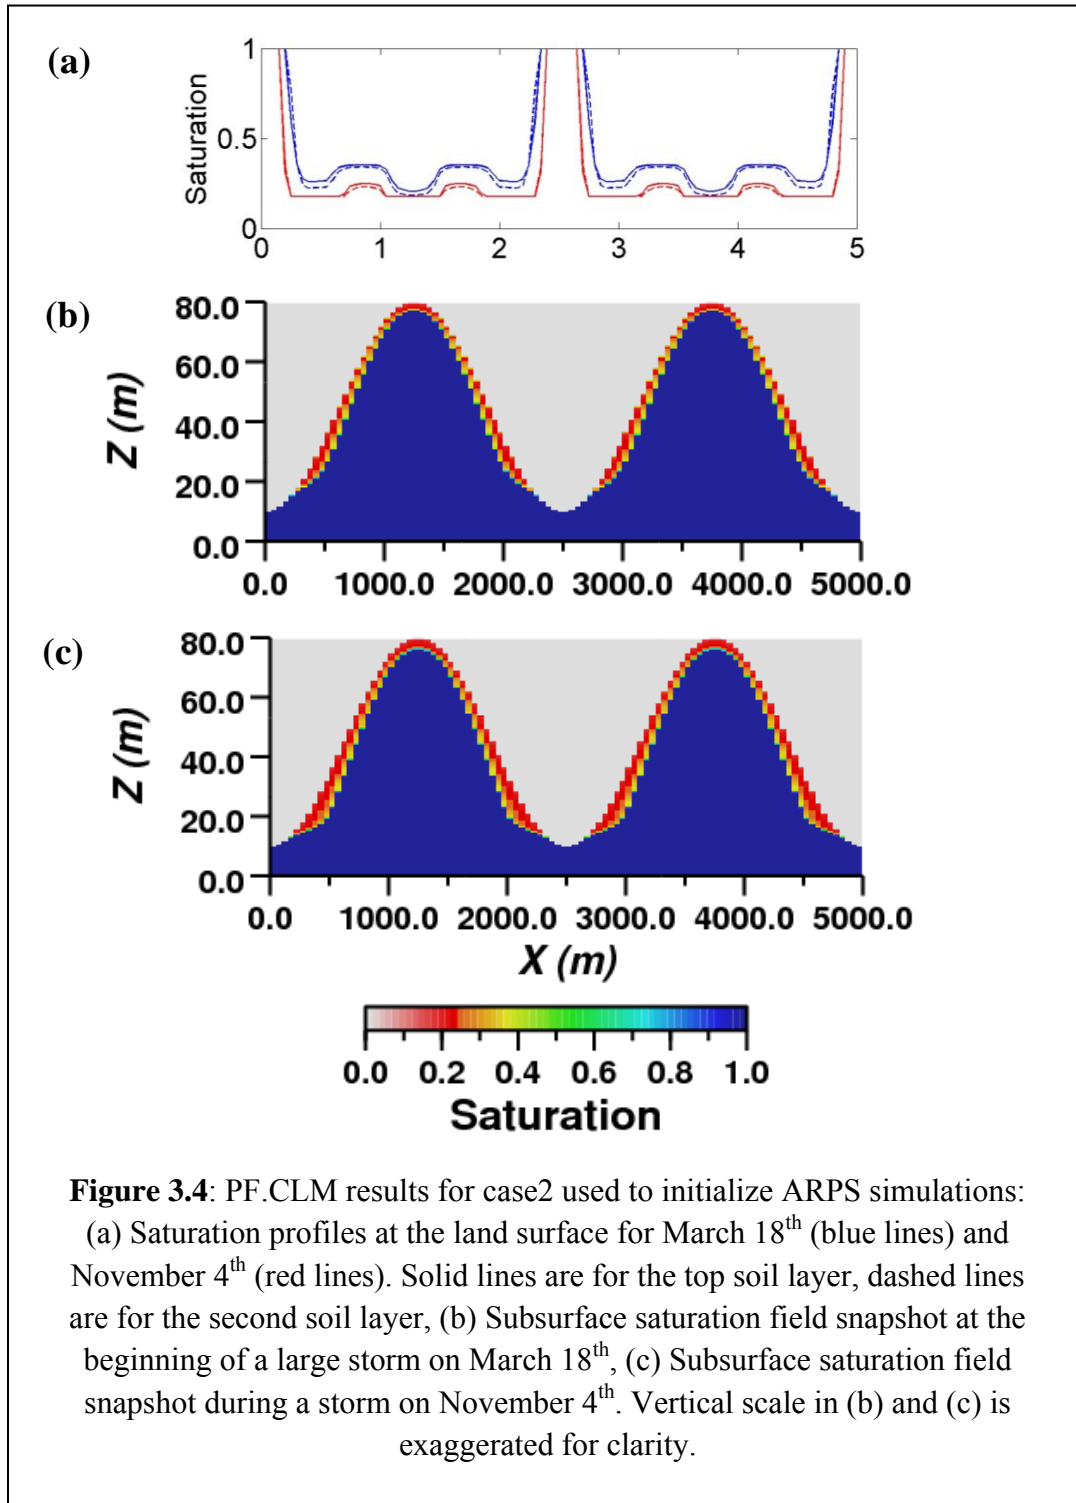 (a)
1
0.5
0
Saturation
0 1 2 3 4 5
(b)
80.0
60.0
40.0
20.0
0.0
Z (m)
0.0 1000.0 2000.0 3000.0 4000.0 5000.0
(c)
80.0
60.0
40.0
20.0
0.0
Z (m)
0.0 1000.0 2000.0 3000.0 4000.0 5000.0
X (m)
0.0 0.2 0.4 0.6 0.8 1.0
Saturation
Figure 3.4: PF.CLM results for case2 used to initialize ARPS simulations:
(a) Saturation profiles at the land surface for March 18th (blue lines) and
November 4th (red lines). Solid lines are for the top soil layer, dashed lines
are for the second soil layer, (b) Subsurface saturation field snapshot at the
beginning of a large storm on March 18th, (c) Subsurface saturation field
snapshot during a storm on November 4th. Vertical scale in (b) and (c) is
exaggerated for clarity.